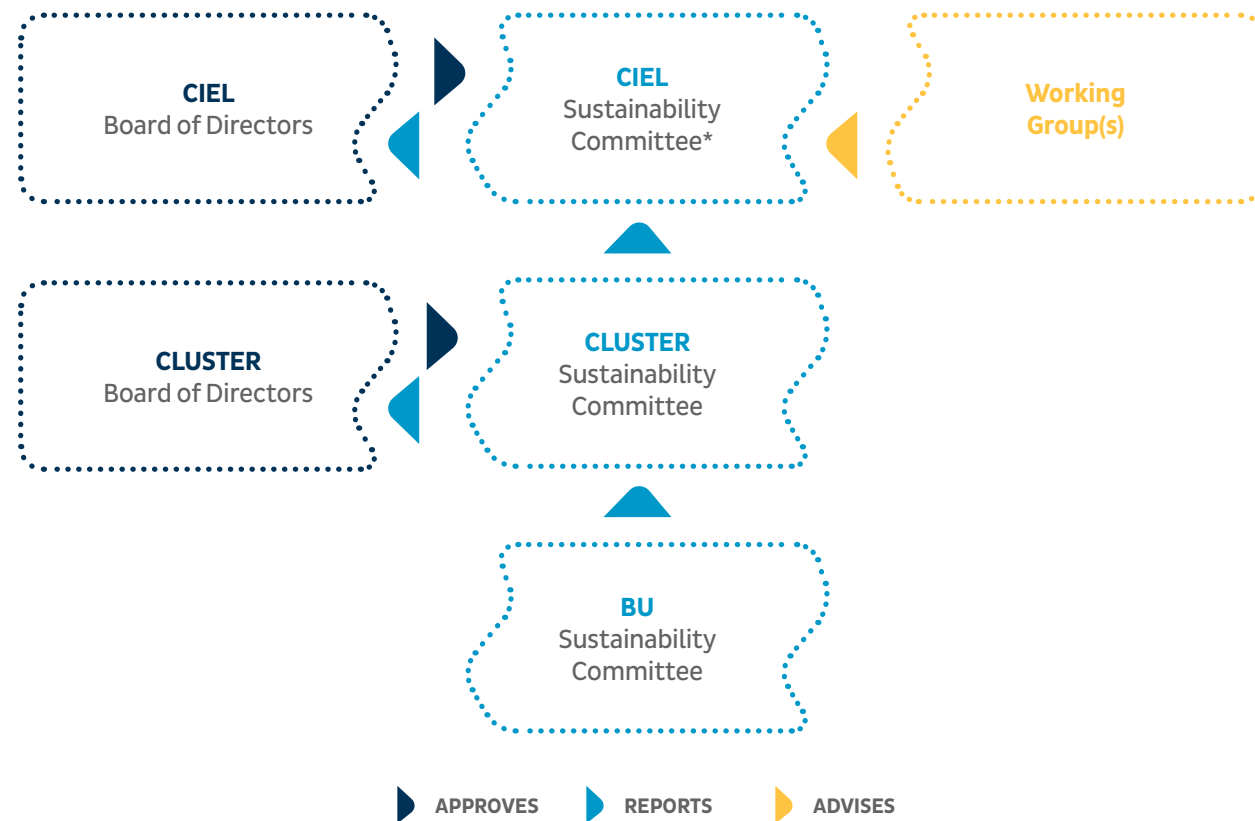 CIEL
Board of Directors
CIEL
Sustainability
Committee*
Working
Group(s)
CLUSTER
Board of Directors
CLUSTER
Sustainability
Committee
BU
Sustainability
Committee
APPROVES
REPORTS
ADVISES